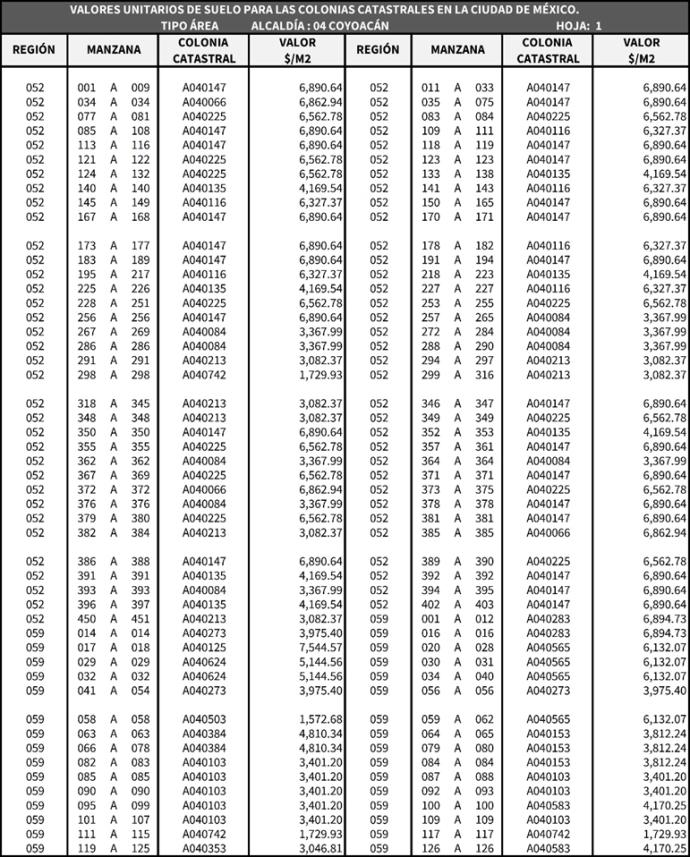 VALORES UNITARIOS DE SUELO PARA LAS COLONIAS CATASTRALES EN LA CIUDAD DE MÉXICO.
TIPO ÁREA ALCALDÍA : 04 COYOACÁN HOJA: 1
REGIÓN MANZANA COLONIA CATASTRAL VALOR $/M2 REGIÓN MANZANA COLONIA CATASTRAL VALOR $/M2
052 001 A 009 A040147 6,890.64 052 011 A 033 A040147 6,890.64
052 034 A 034 A040066 6,862.94 052 035 A 075 A040147 6,890.64
052 077 A 081 A040225 6,562.78 052 083 A 084 A040225 6,562.78
052 085 A 108 A040147 6,890.64 052 109 A 111 A040116 6,327.37
052 113 A 116 A040147 6,890.64 052 118 A 119 A040147 6,890.64
052 121 A 122 A040225 6,562.78 052 123 A 123 A040147 6,890.64
052 124 A 132 A040225 6,562.78 052 133 A 138 A040135 4,169.54
052 140 A 140 A040135 4,169.54 052 141 A 143 A040116 6,327.37
052 145 A 149 A040116 6,327.37 052 150 A 165 A040147 6,890.64
052 167 A 168 A040147 6,890.64 052 170 A 171 A040147 6,890.64
052 173 A 177 A040147 6,890.64 052 178 A 182 A040116 6,327.37
052 183 A 189 A040147 6,890.64 052 191 A 194 A040147 6,890.64
052 195 A 217 A040116 6,327.37 052 218 A 223 A040135 4,169.54
052 225 A 226 A040135 4,169.54 052 227 A 227 A040116 6,327.37
052 228 A 251 A040225 6,562.78 052 253 A 255 A040225 6,562.78
052 256 A 256 A040147 6,890.64 052 257 A 265 A040084 3,367.99
052 267 A 269 A040084 3,367.99 052 272 A 284 A040084 3,367.99
052 286 A 286 A040084 3,367.99 052 288 A 290 A040084 3,367.99
052 291 A 291 A040213 3,082.37 052 294 A 297 A040213 3,082.37
052 298 A 298 A040742 1,729.93 052 299 A 316 A040213 3,082.37
052 318 A 345 A040213 3,082.37 052 346 A 347 A040147 6,890.64
052 348 A 348 A040213 3,082.37 052 349 A 349 A040225 6,562.78
052 350 A 350 A040147 6,890.64 052 352 A 353 A040135 4,169.54
052 355 A 355 A040225 6,562.78 052 357 A 361 A040147 6,890.64
052 362 A 362 A040084 3,367.99 052 364 A 364 A040084 3,367.99
052 367 A 369 A040225 6,562.78 052 371 A 371 A040147 6,890.64
052 372 A 372 A040066 6,862.94 052 373 A 375 A040225 6,562.78
052 376 A 376 A040084 3,367.99 052 378 A 378 A040147 6,890.64
052 379 A 380 A040225 6,562.78 052 381 A 381 A040147 6,890.64
052 382 A 384 A040213 3,082.37 052 385 A 385 A040066 6,862.94
052 386 A 388 A040147 6,890.64 052 389 A 390 A040225 6,562.78
052 391 A 391 A040135 4,169.54 052 392 A 392 A040147 6,890.64
052 393 A 393 A040084 3,367.99 052 394 A 395 A040147 6,890.64
052 396 A 397 A040135 4,169.54 052 402 A 403 A040147 6,890.64
052 450 A 451 A040213 3,082.37 059 001 A 012 A040283 6,894.73
059 014 A 014 A040273 3,975.40 059 016 A 016 A040283 6,894.73
059 017 A 018 A040125 7,544.57 059 020 A 028 A040565 6,132.07
059 029 A 029 A040624 5,144.56 059 030 A 031 A040565 6,132.07
059 032 A 032 A040624 5,144.56 059 034 A 040 A040565 6,132.07
059 041 A 054 A040273 3,975.40 059 056 A 056 A040273 3,975.40
059 058 A 058 A040503 1,572.68 059 059 A 062 A040565 6,132.07
059 063 A 063 A040384 4,810.34 059 064 A 065 A040153 3,812.24
059 066 A 078 A040384 4,810.34 059 079 A 080 A040153 3,812.24
059 082 A 083 A040103 3,401.20 059 084 A 084 A040153 3,812.24
059 085 A 085 A040103 3,401.20 059 087 A 088 A040103 3,401.20
059 090 A 090 A040103 3,401.20 059 092 A 093 A040103 3,401.20
059 095 A 099 A040103 3,401.20 059 100 A 100 A040583 4,170.25
059 101 A 107 A040103 3,401.20 059 109 A 109 A040103 3,401.20
059 111 A 115 A040742 1,729.93 059 117 A 117 A040742 1,729.93
059 119 A 125 A040353 3,046.81 059 126 A 126 A040583 4,170.25